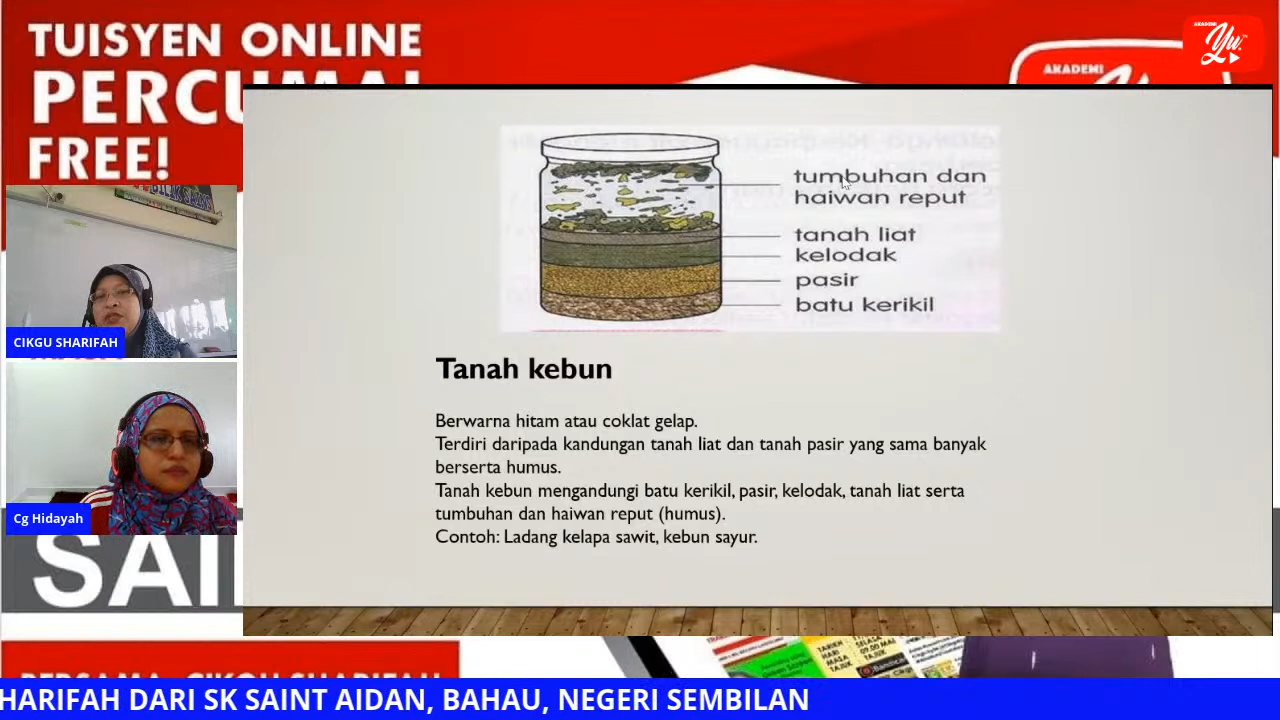 TUISYEN ONLINE
FREE!
AKADEMI
AKADEMI
Yu.
tumbuhan dan
haiwan reput
tanah liat
kelodak
pasir
batu kerikil
CIKGU SHARIFAH
Tanah kebun
Berwarna hitam atau coklat gelap.
Terdiri daripada kandungan tanah liat dan tanah pasir yang sama banyak
berserta humus.
Tanah kebun mengandungi batu kerikil, pasir, kelodak, tanah liat serta
tumbuhan dan haiwan reput (humus).
Contoh: Ladang kelapa sawit, kebun sayur.
Cg Hidayah
SAI
HARIFAH DARI SK SAINT AIDAN, BAHAU, NEGERI SEMBILAN